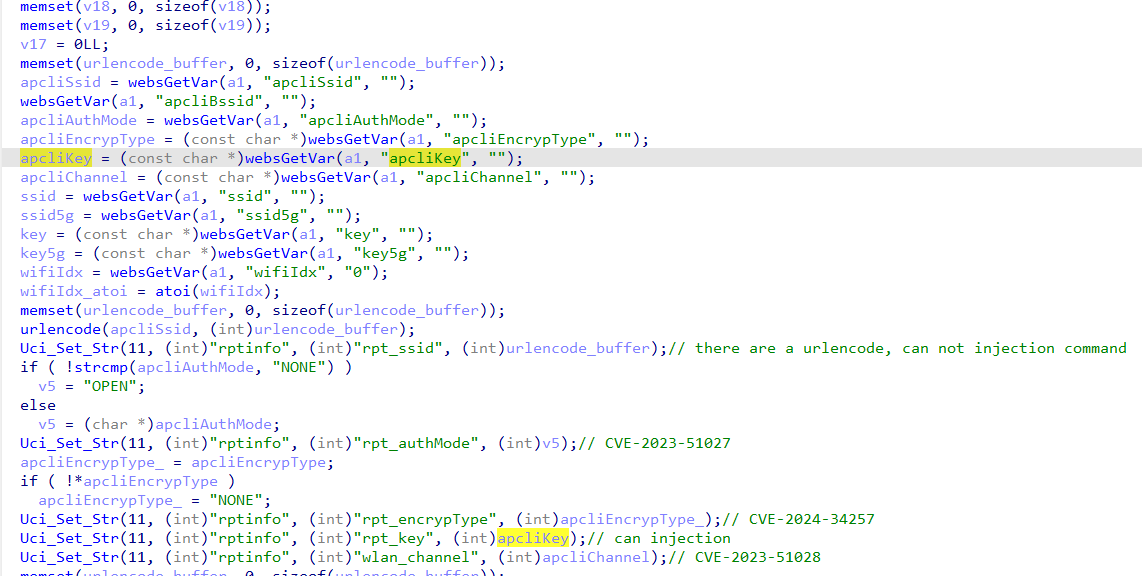 memset(v18, 0, sizeof(v18));
memset(v19, 0, sizeof(v19));
v17 = 0LL;
memset(urlencode_buffer, 0, sizeof(urlencode_buffer));
apcliSsid = websGetVar(a1, "apcliSsid", "");
websGetVar(a1, "apcliBssid", "");
apcliAuthMode = websGetVar(a1, "apcliAuthMode", "");
apcliEncrypType = (const char *)websGetVar(a1, "apcliEncrypType", "");
apcliKey = (const char *)websGetVar(a1, "apcliKey", "");
apcliChannel = (const char *)websGetVar(a1, "apcliChannel", "");
ssid = websGetVar(a1, "ssid", "");
ssid5g = websGetVar(a1, "ssid5g", "");
key = (const char *)websGetVar(a1, "key", "");
key5g = (const char *)websGetVar(a1, "key5g", "");
wifiIdx = websGetVar(a1, "wifiIdx", "0");
wifiIdx_atoi = atoi(wifiIdx);
memset(urlencode_buffer, 0, sizeof(urlencode_buffer));
urlencode(apcliSsid, (int)urlencode_buffer);
Uci_Set_Str(11, (int)"rptinfo", (int)"rpt_ssid", (int)urlencode_buffer);// there are a urlencode, can not injection command
if ( !strcmp(apcliAuthMode, "NONE") )
v5 = "OPEN";
else
v5 = (char *)apcliAuthMode;
Uci_Set_Str(11, (int)"rptinfo", (int)"rpt_authMode", (int)v5);// CVE-2023-51027
apcliEncrypType_ = apcliEncrypType;
if ( !*apcliEncrypType )
apcliEncrypType_ = "NONE";
Uci_Set_Str(11, (int)"rptinfo", (int)"rpt_encrypType", (int)apcliEncrypType_);// CVE-2024-34257
Uci_Set_Str(11, (int)"rptinfo", (int)"rpt_key", (int)apcliKey);// can injection
Uci_Set_Str(11, (int)"rptinfo", (int)"wlan_channel", (int)apcliChannel);// CVE-2023-51028
memset(urlencode_buffer, 0, sizeof(urlencode_buffer));